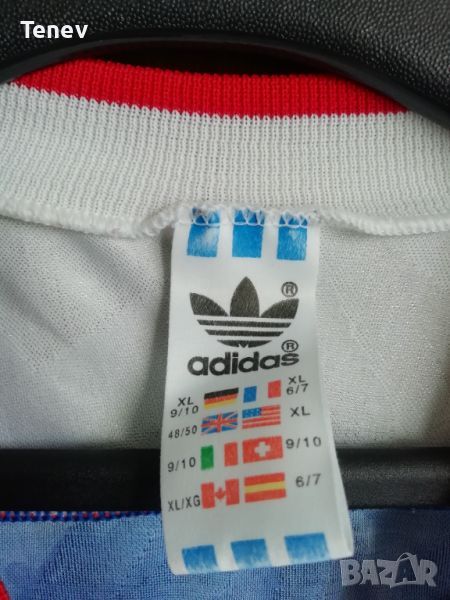 Tenev
®
adidas®
XL 9/10 XL 6/7
48/50 XL
9/10 9/10
XL/XG 6/7
BAZAR